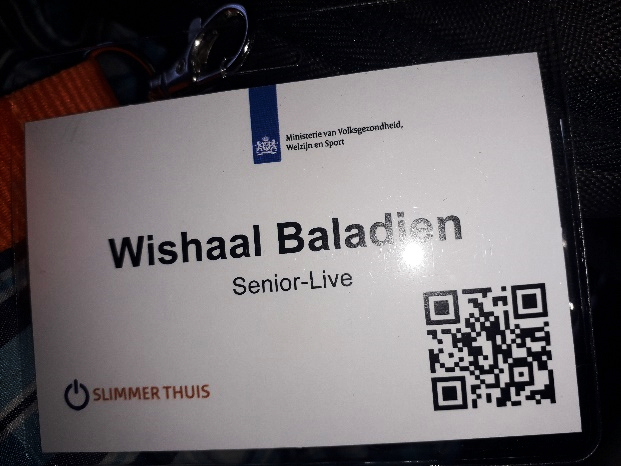 Ministerie van Volksgezondheid,
Welzijn en Sport
Wishaal Baladien
Senior-Live
SLIMMER THUIS